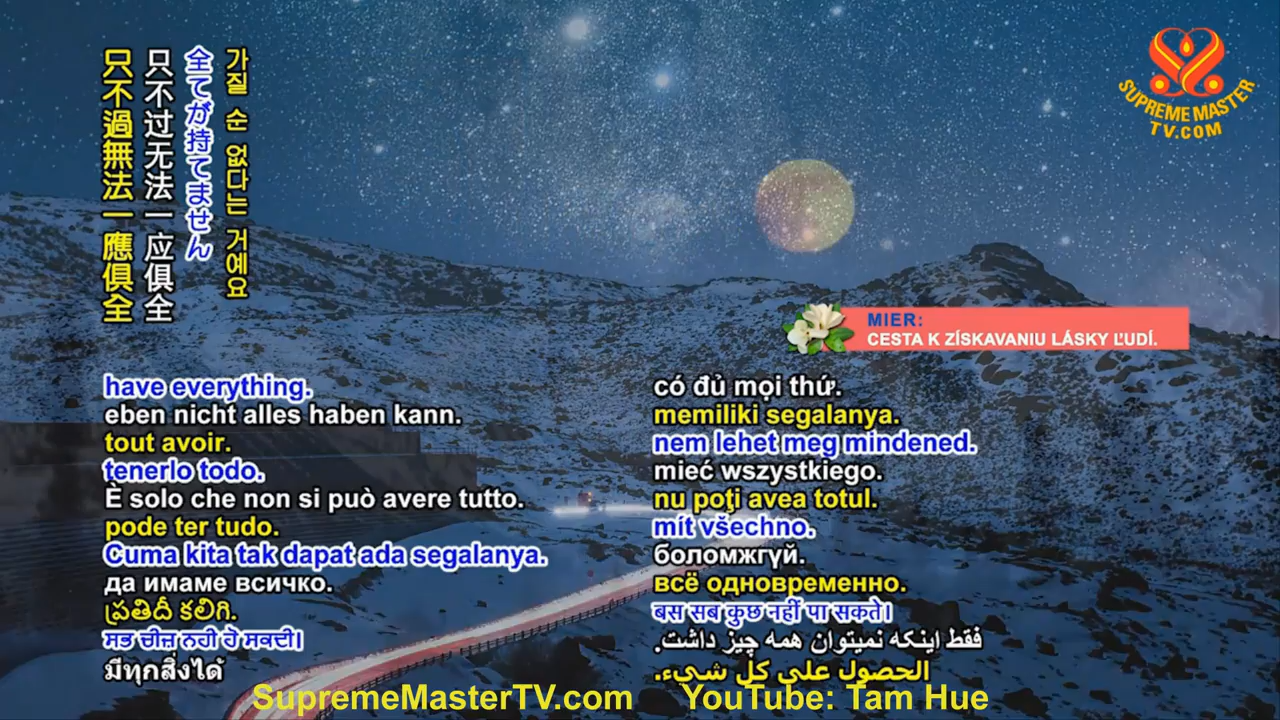 가질 순 없다는 거예요
全てが持てません
只不过无法一应俱全
只不過無法一應俱全
SUPREME MASTER
TV.COM
MIER:
CESTA K ZÍSKAVANIU LÁSKY ĽUDÍ.
have everything.
eben nicht alles haben kann.
tout avoir.
tenerlo todo.
È solo che non si può avere tutto.
pode ter tudo.
Cuma kita tak dapat ada segalanya.
да имаме всичко.
ప్రతిదీ కలిగి.
ਸਭ ਚੀਜ਼ ਨਹੀ ਹੋ ਸਕਦੀ।
มีทุกสิ่งได้
có đủ mọi thứ.
memiliki segalanya.
nem lehet meg mindened.
mieć wszystkiego.
nu poţi avea totul.
mít všechno.
боломжгүй.
всё одновременно.
बस सब कुछ नहीं पा सकते।
فقط اینکه نمیتوان همه چیز داشت.
الحصول على كل شيء.
SupremeMasterTV.com YouTube: Tam Hue